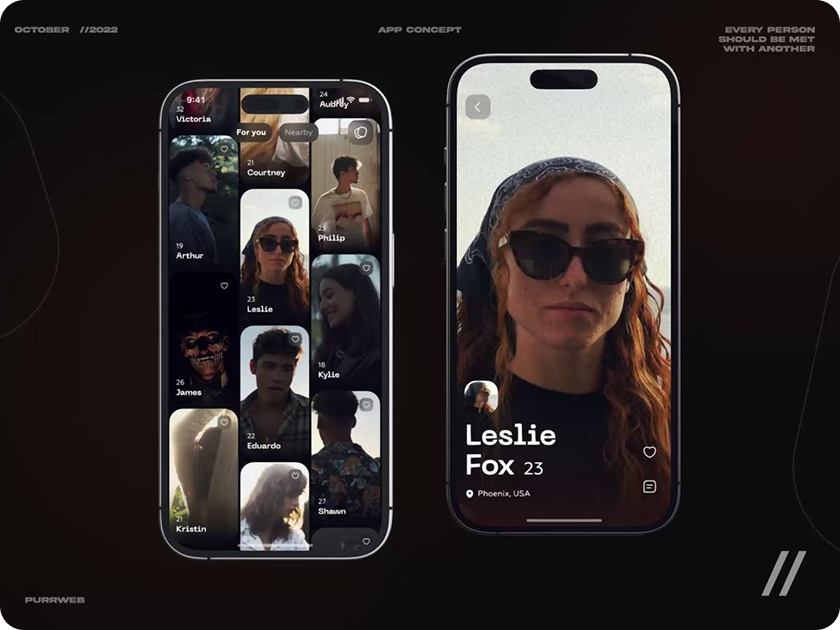 OCTOBER //2022
APP CONCEPT
EVERY PERSON
SHOULD BE MET
WITH ANOTHER
9:41
32
Victoria
24
Aubrey
For you
Nearby
21
Courtney
19
Arthur
23
Leslie
25
Philip
26
James
22
Eduardo
18
Kylie
21
Kristin
27
Shawn
Leslie
Fox 23
Phoenix, USA
PURRWEB
//